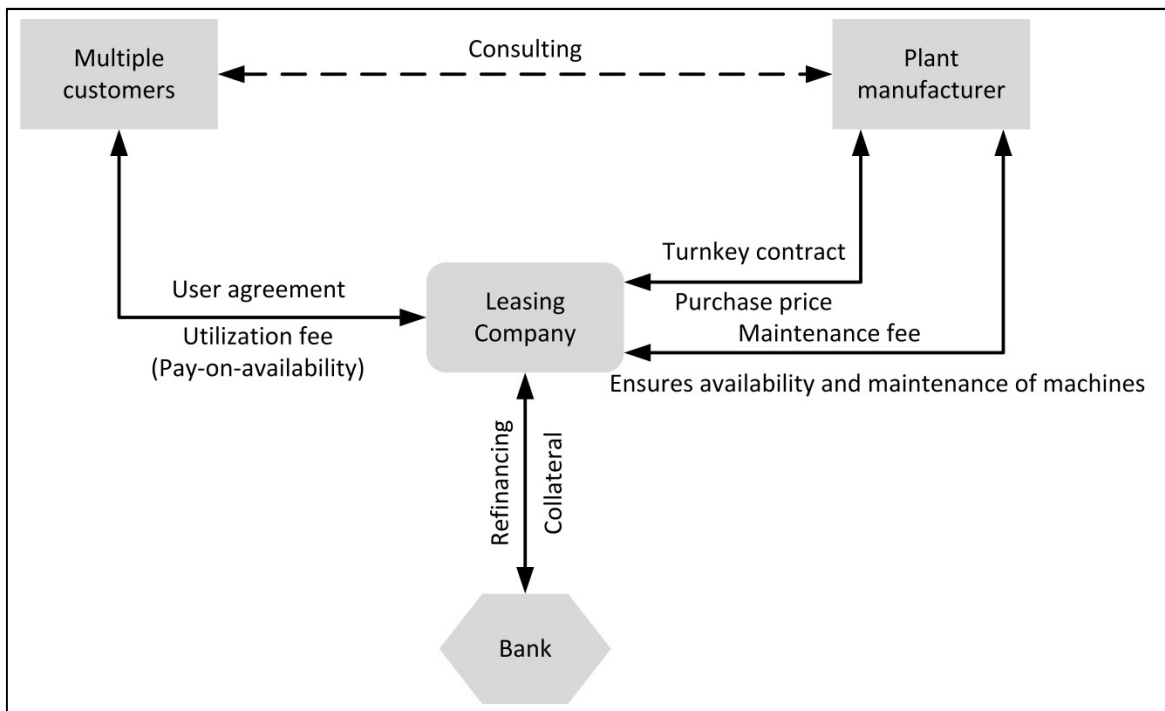 Multiple
customers
Consulting
Plant
manufacturer
User agreement
Utilization fee
(Pay-on-availability)
Leasing
Company
Turnkey contract
Purchase price
Maintenance fee
Ensures availability and maintenance of machines
Refinancing
Collateral
Bank